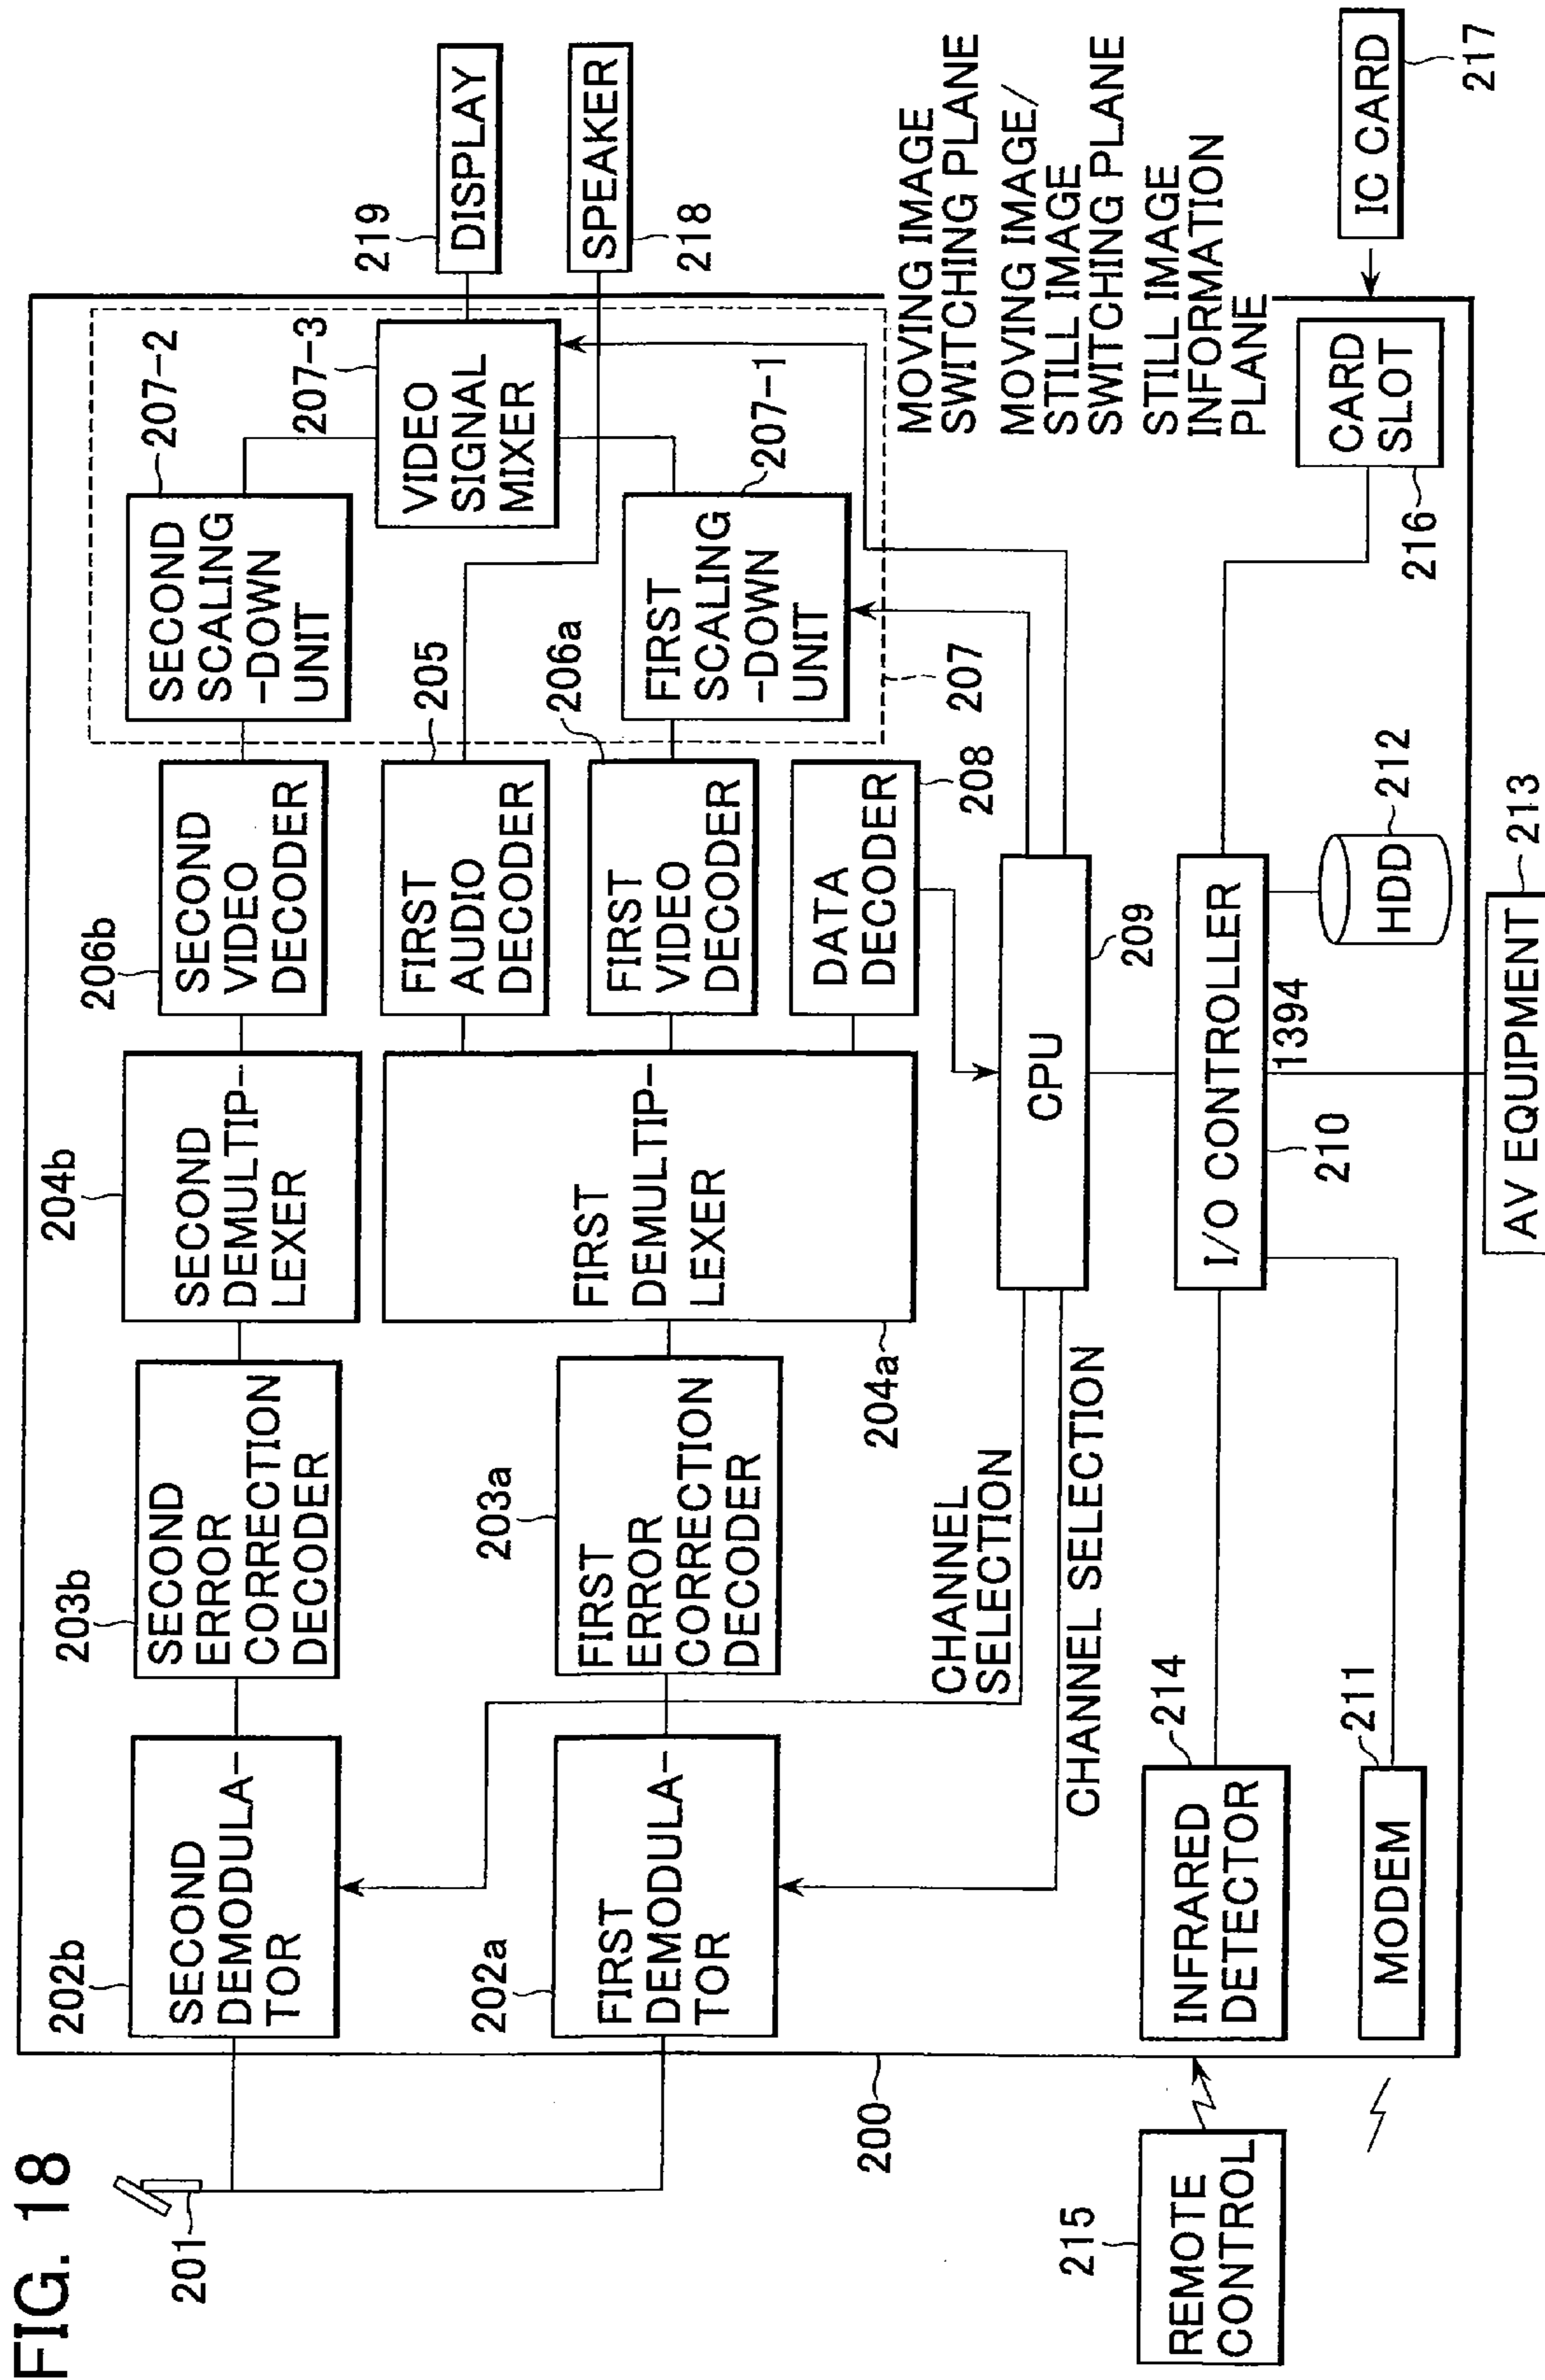 FIG. 18
201
202b
SECOND
DEMODULA-
TOR
203b
SECOND
ERROR
CORRECTION
DECODER
204b
SECOND
DEMULTIP-
LEXER
206b
SECOND
VIDEO
DECODER
207-2
SECOND
SCALING
-DOWN
UNIT
207-3
VIDEO
SIGNAL
MIXER
219
DISPLAY
SPEAKER
218
202a
FIRST
DEMODULA-
TOR
203a
FIRST
ERROR
CORRECTION
DECODER
FIRST
DEMULTIP-
LEXER
204a
FIRST
AUDIO
DECODER
205
FIRST
VIDEO
DECODER
206a
FIRST
SCALING
-DOWN
UNIT
207-1
207
DATA
DECODER
208
MOVING IMAGE
SWITCHING PLANE
MOVING IMAGE/
STILL IMAGE
SWITCHING PLANE
STILL IMAGE
INFORMATION
PLANE
200
CHANNEL
SELECTION
CHANNEL SELECTION
CPU
209
215
REMOTE
CONTROL
214
INFRARED
DETECTOR
211
MODEM
I/O CONTROLLER
210
1394
HDD
212
AV EQUIPMENT
213
CARD
SLOT
216
IC CARD
217